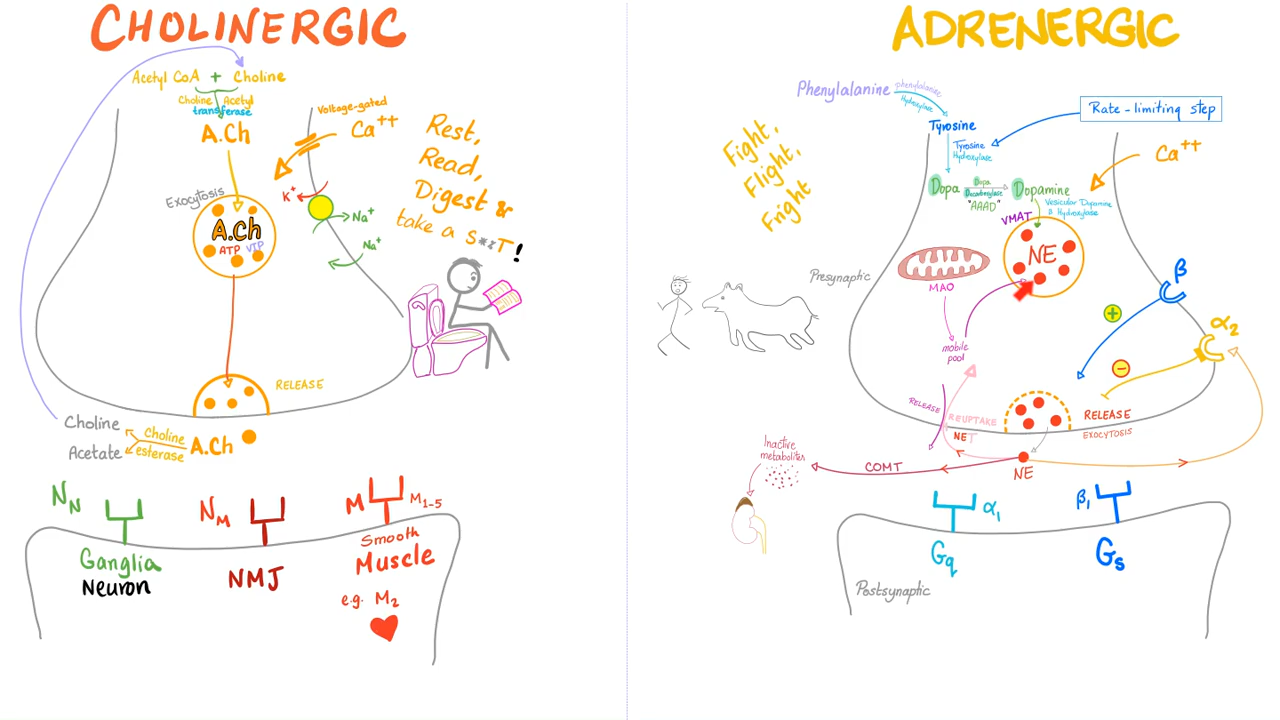 CHOLINERGIC
Acetyl CoA + Choline
Choline Acetyl
transferase
A.Ch
Voltage-gated
Ca++
Rest,
Read,
Digest &
take a S**T!
Exocytosis
K+
Na+
Na+
A.Ch
ATP VIP
RELEASE
Choline
Acetate
Choline
esterase
A.Ch
NN
NM
M
M1-5
Ganglia
Neuron
NMJ
Smooth
Muscle
e.g. M2
ADRENERGIC
Phenylalanine
phenylalanine
Hydroxylase
Tyrosine
Rate-limiting step
Tyrosine
Hydroxylase
Ca++
Fight,
Flight,
Fright
Dopa
Dopa
Decarboxylase
"AAAD"
Dopamine
Vesicular Dopamine
β Hydroxylase
VMAT
NE
Presynaptic
MAO
β
α2
+
−
mobile
pool
RELEASE
REUPTAKE
NET
RELEASE
EXOCYTOSIS
Inactive
metabolites
COMT
NE
α1
β1
Gq
Gs
Postsynaptic